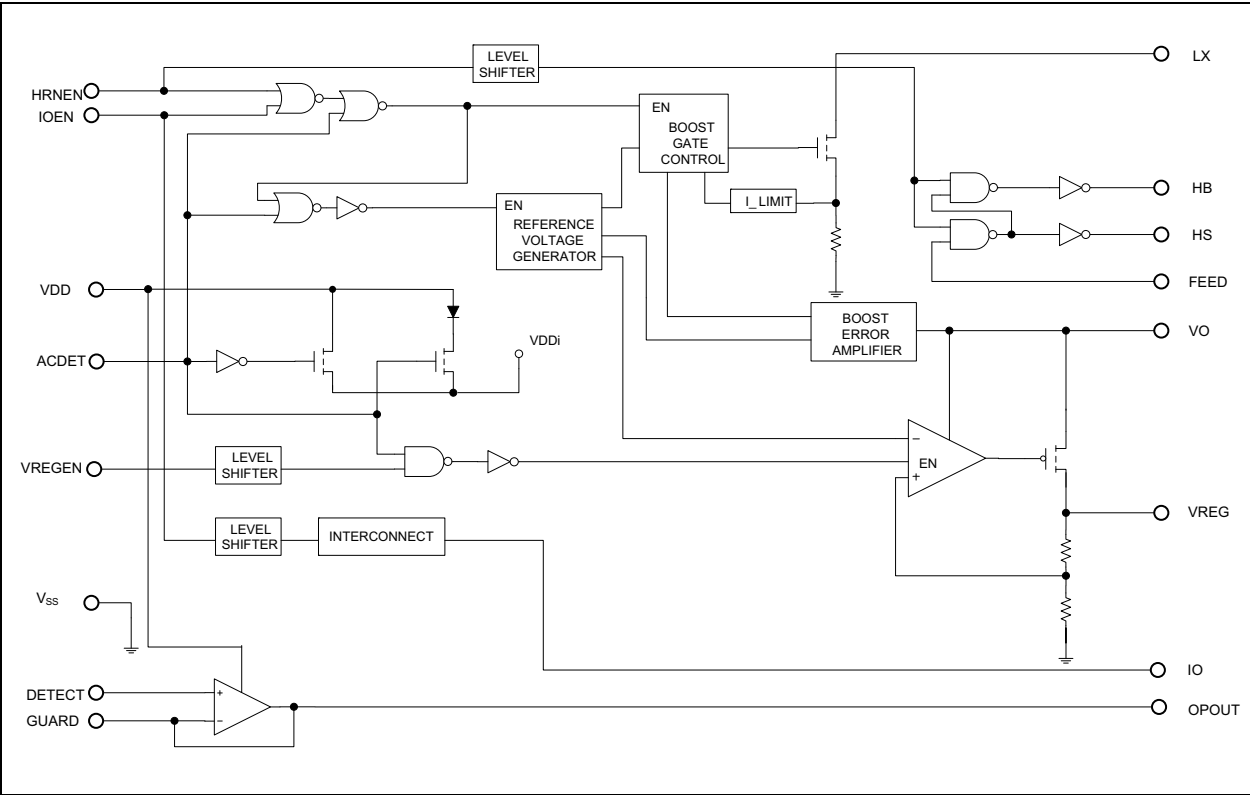 LEVEL
SHIFTER
LX
HRNEN
IOEN
EN
BOOST
GATE
CONTROL
I_LIMIT
HB
EN
REFERENCE
VOLTAGE
GENERATOR
HS
FEED
VDD
BOOST
ERROR
AMPLIFIER
VO
VDDi
ACDET
−
EN
+
VREGEN
LEVEL
SHIFTER
VREG
LEVEL
SHIFTER
INTERCONNECT
VSS
IO
DETECT
+
GUARD
−
OPOUT